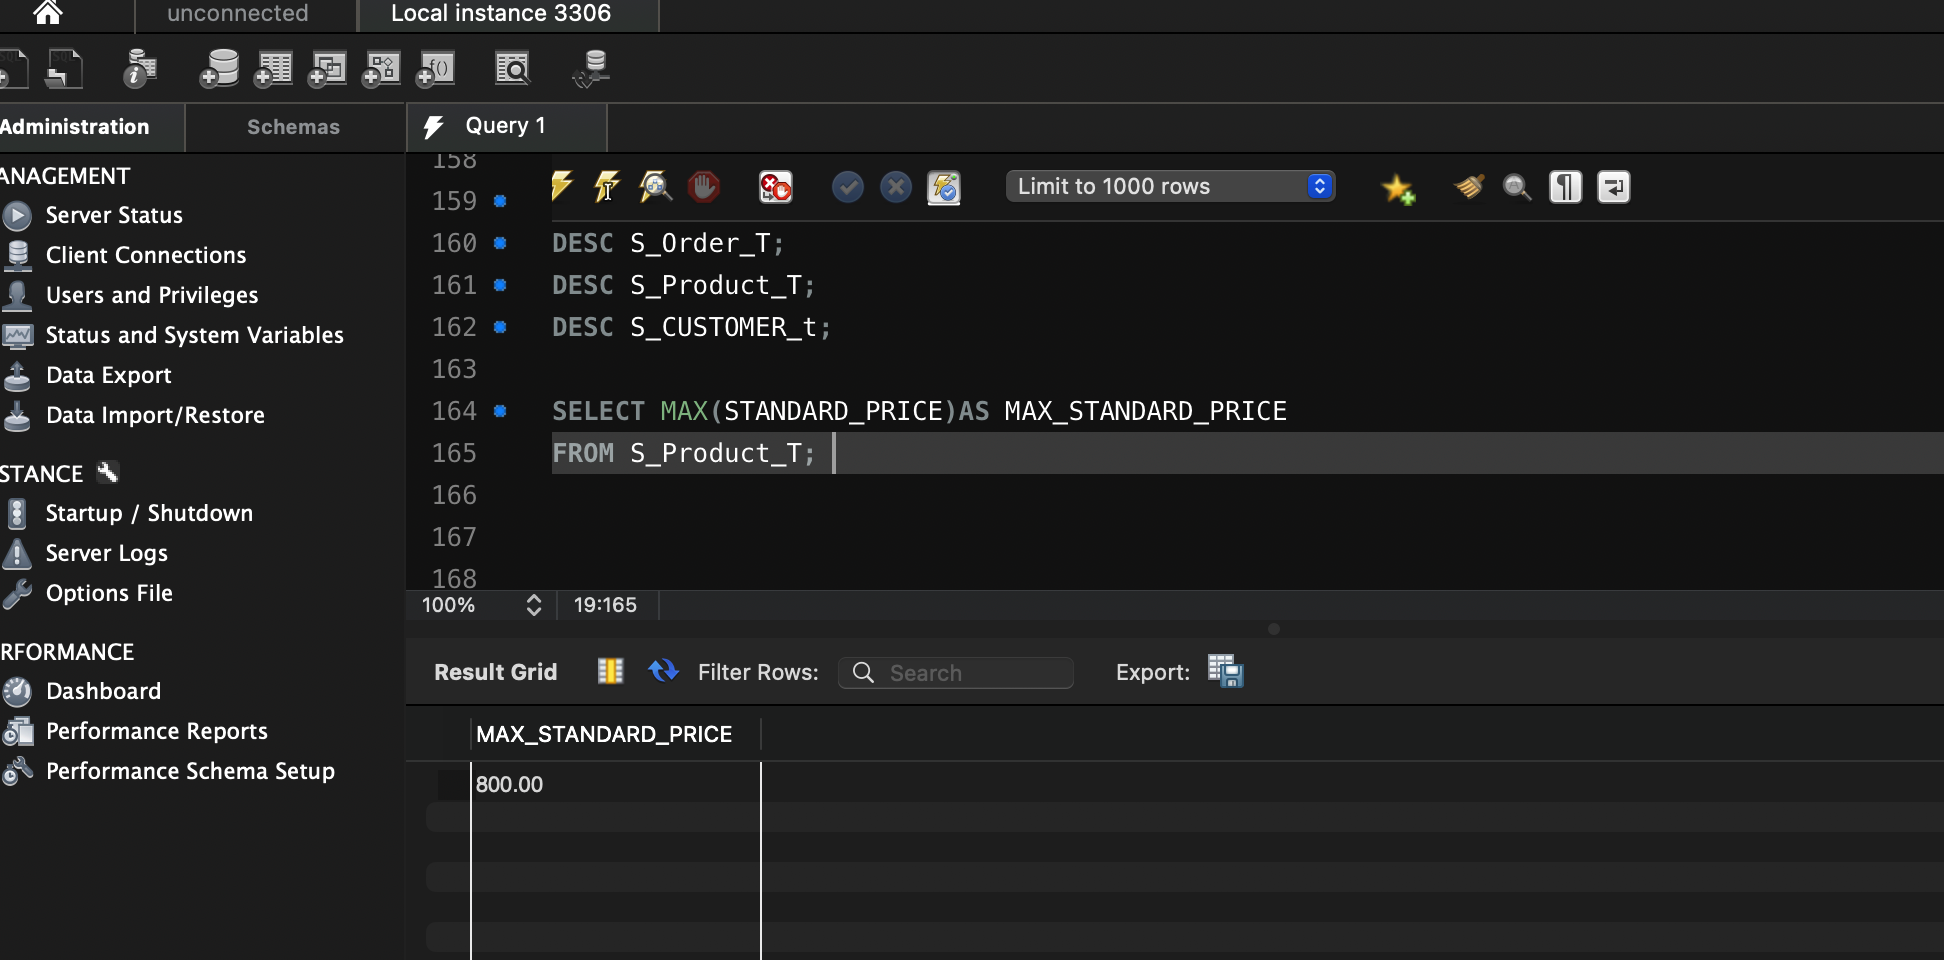 unconnected
Local instance 3306
Administration
Schemas
Query 1
ANAGEMENT
Server Status
Client Connections
Users and Privileges
Status and System Variables
Data Export
Data Import/Restore
STANCE
Startup / Shutdown
Server Logs
Options File
RFORMANCE
Dashboard
Performance Reports
Performance Schema Setup
Limit to 1000 rows
158
159
160 DESC S_Order_T;
161 DESC S_Product_T;
162 DESC S_CUSTOMER_t;
163
164 SELECT MAX(STANDARD_PRICE)AS MAX_STANDARD_PRICE
165 FROM S_Product_T;
166
167
168
100% 19:165
Result Grid Filter Rows: Search Export:
MAX_STANDARD_PRICE
800.00